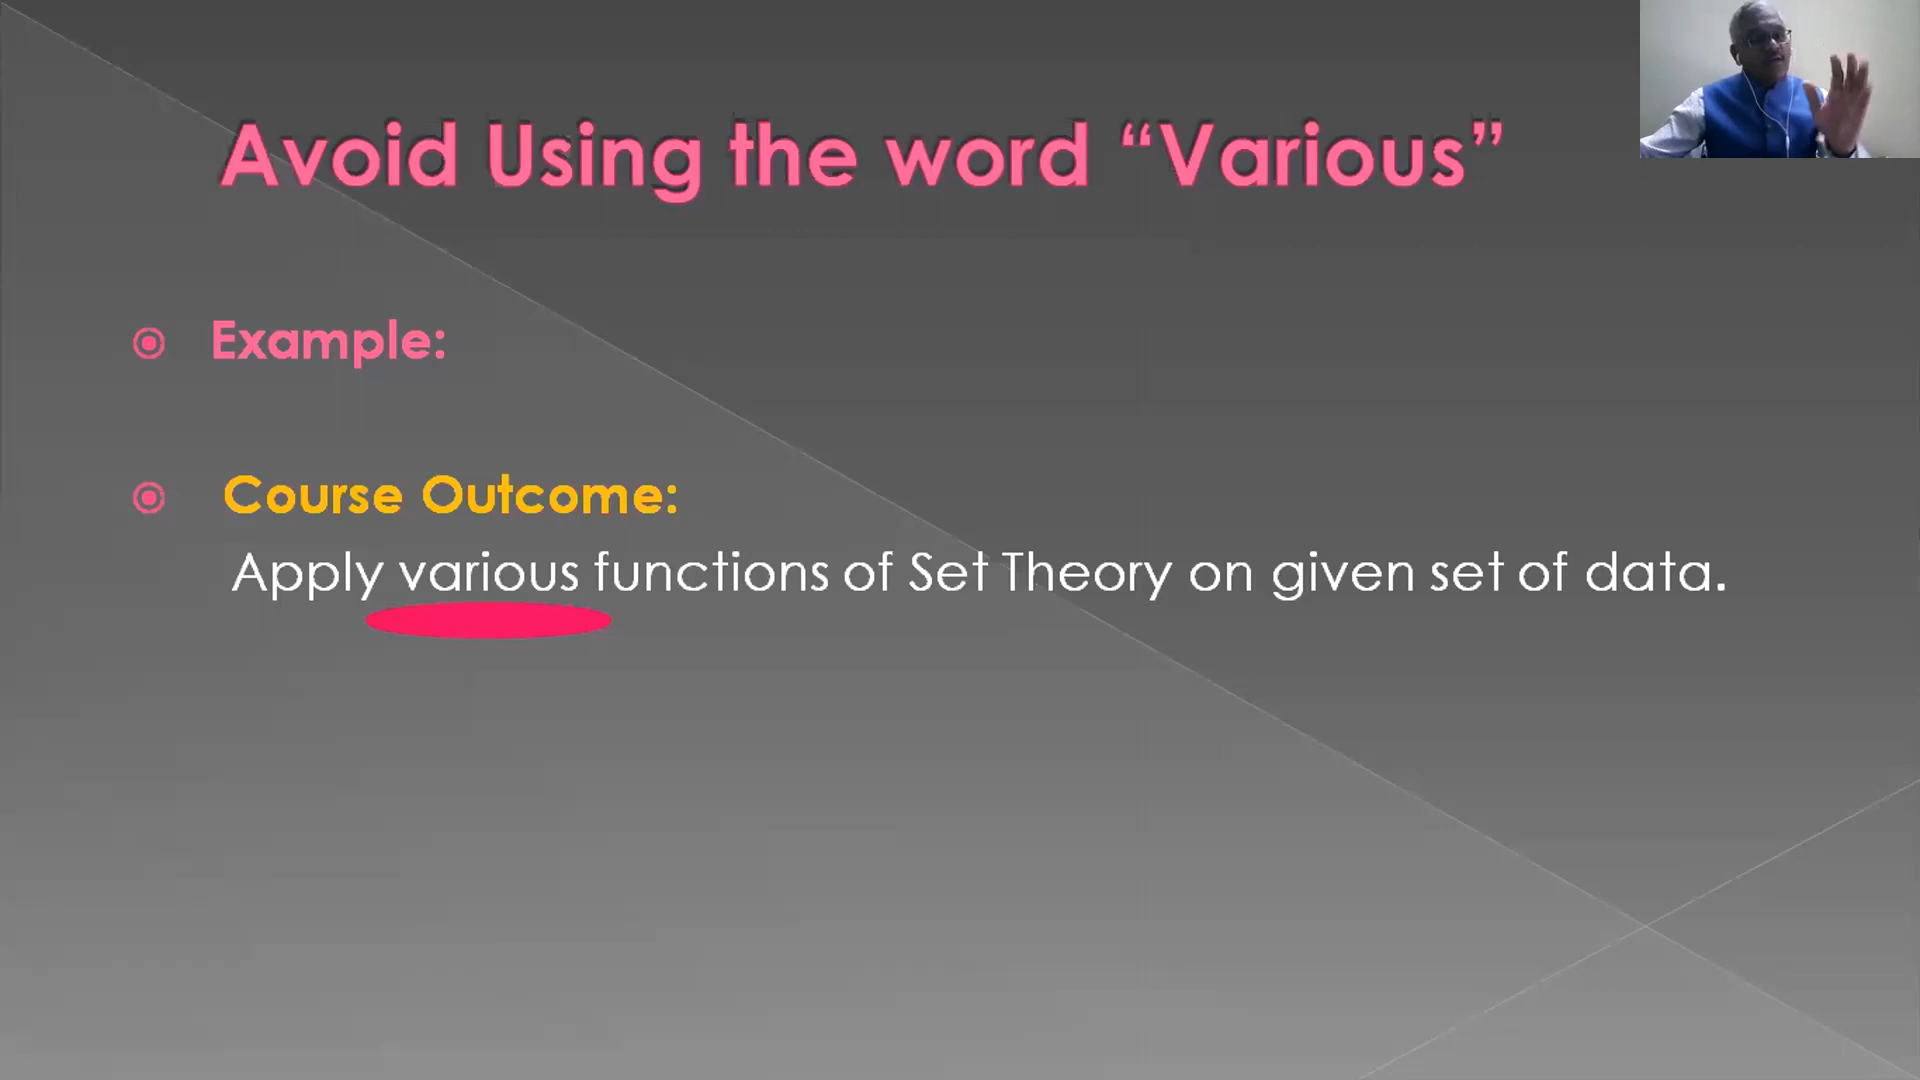 Avoid Using the word “Various”
Example:
Course Outcome:
Apply various functions of Set Theory on given set of data.